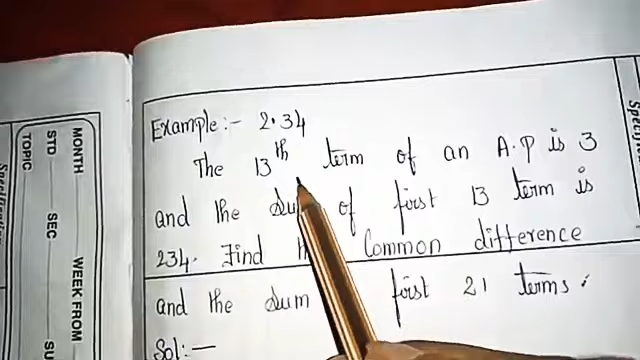 Example:- 2.34
The 13th term of an A.P is 3
and the Sum of first 13 term is
234. Find the Common difference
and the Sum first 21 terms.
Sol:-
MONTH
STD SEC
TOPIC
WEEK FROM